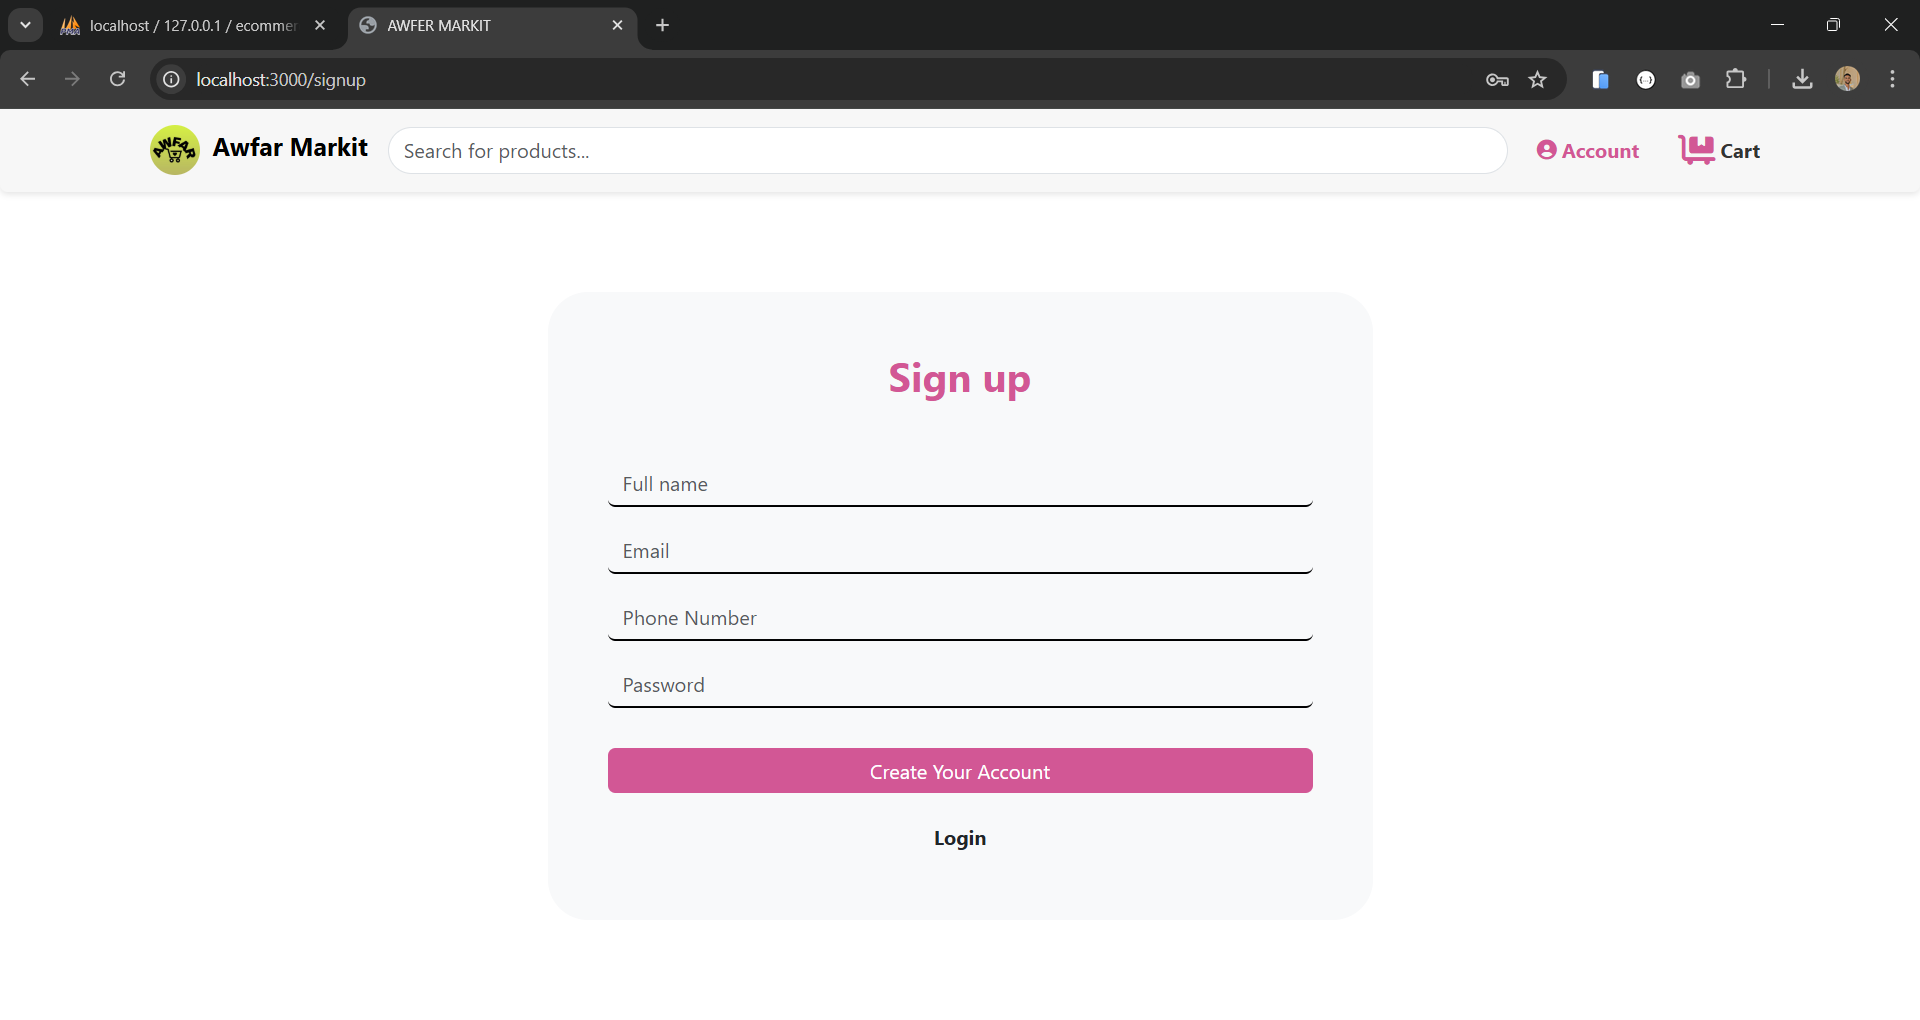 localhost / 127.0.0.1 / ecommer
AWFER MARKIT
localhost:3000/signup
AWFAR
Awfar Markit
Search for products...
Account
Cart
Sign up
Full name
Email
Phone Number
Password
Create Your Account
Login